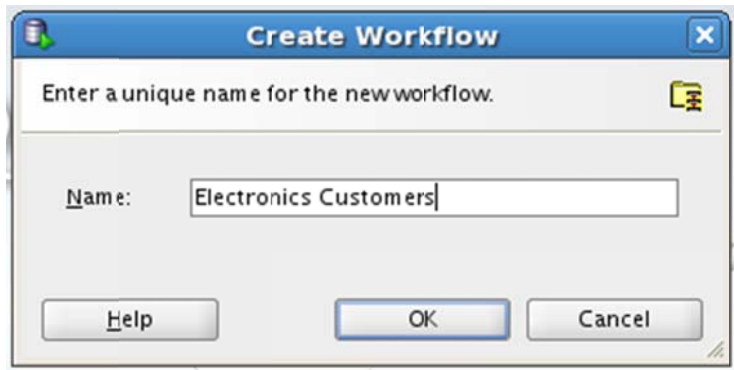 Create Workflow
Enter a unique name for the new workflow.
Name: Electronics Customers
Help OK Cancel